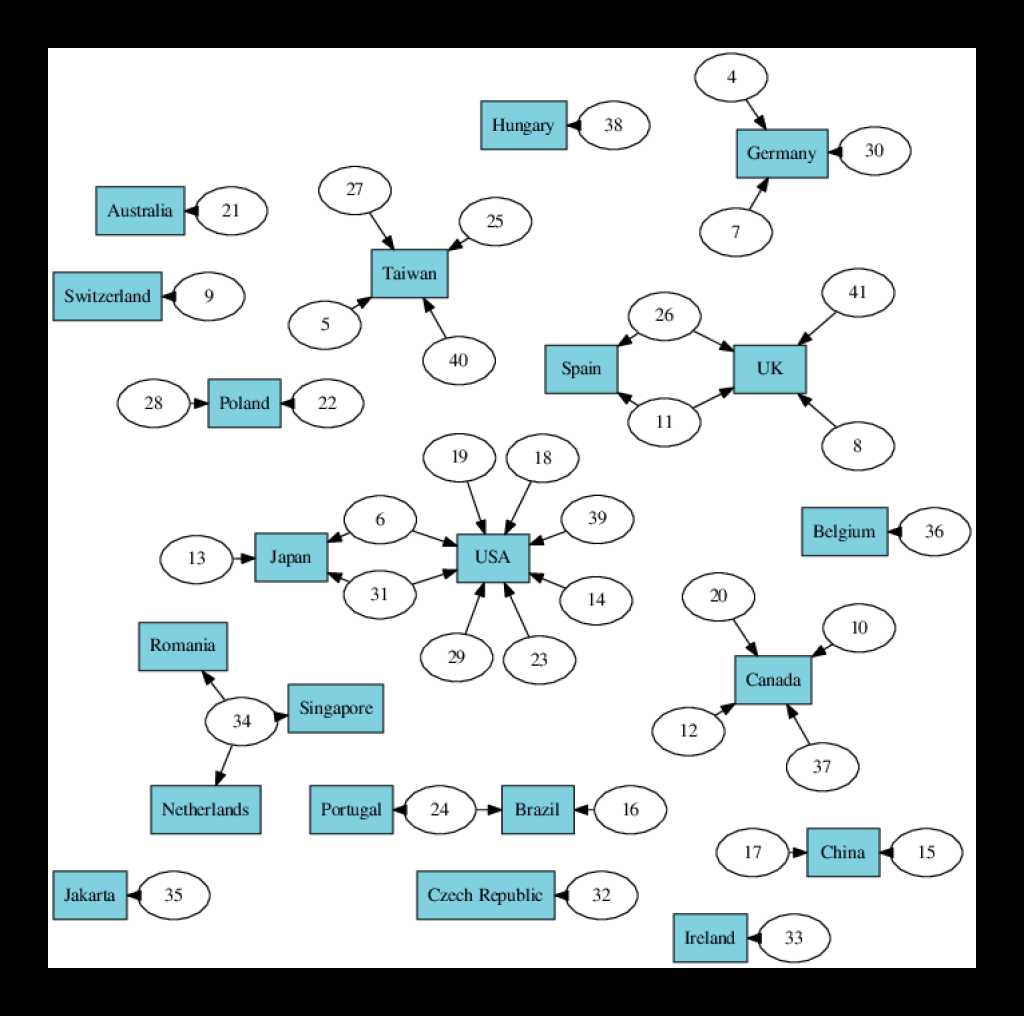 4
Hungary
38
Germany
30
27
Australia
21
25
7
Taiwan
Switzerland
9
41
5
26
40
Spain
UK
28
Poland
22
11
8
19
18
6
39
13
Japan
USA
Belgium
36
31
14
20
10
Romania
29
23
Canada
34
Singapore
12
37
Netherlands
Portugal
24
Brazil
16
17
China
15
Jakarta
35
Czech Republic
32
Ireland
33